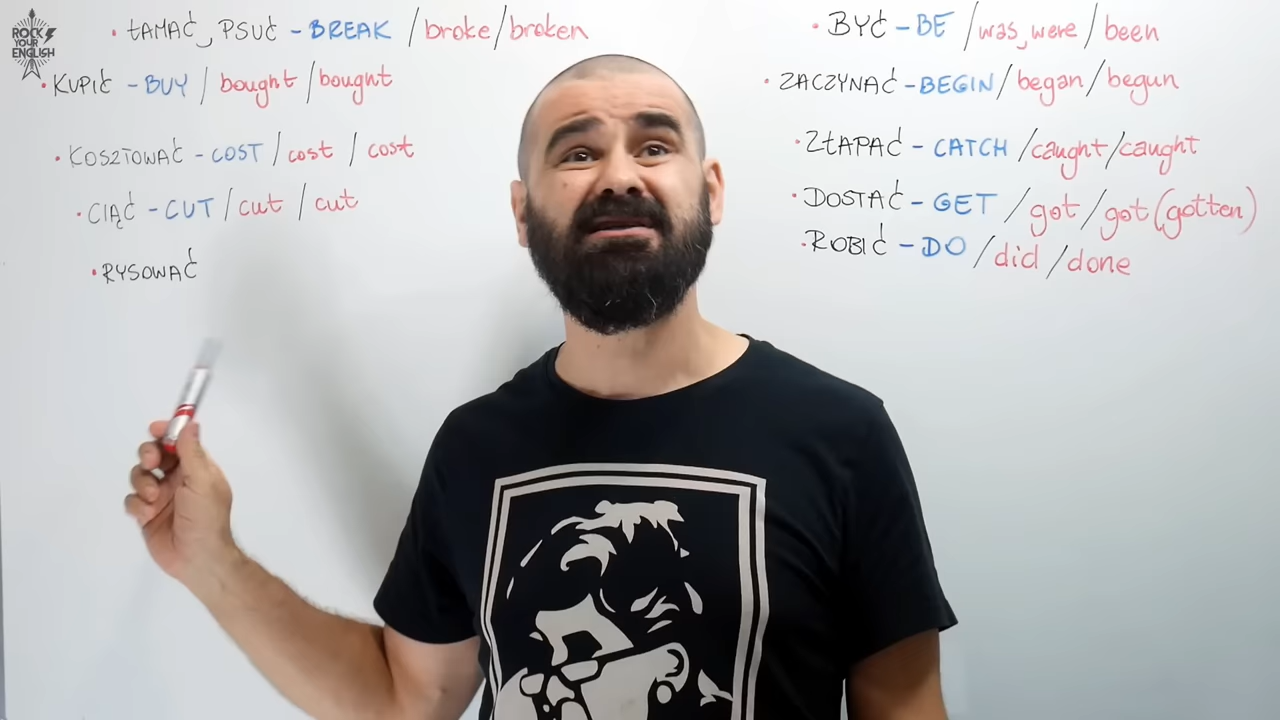 ROCK
YOUR
ENGLISH
• ŁAMAĆ, PSUĆ - BREAK / broke / broken
• KUPIĆ - BUY / bought / bought
• KOSZTOWAĆ - COST / cost / cost
• CIĄĆ - CUT / cut / cut
• RYSOWAĆ
• BYĆ - BE / was, were / been
• ZACZYNAĆ - BEGIN / began / begun
• ZŁAPAĆ - CATCH / caught / caught
• DOSTAĆ - GET / got / got (gotten)
• ROBIĆ - DO / did / done